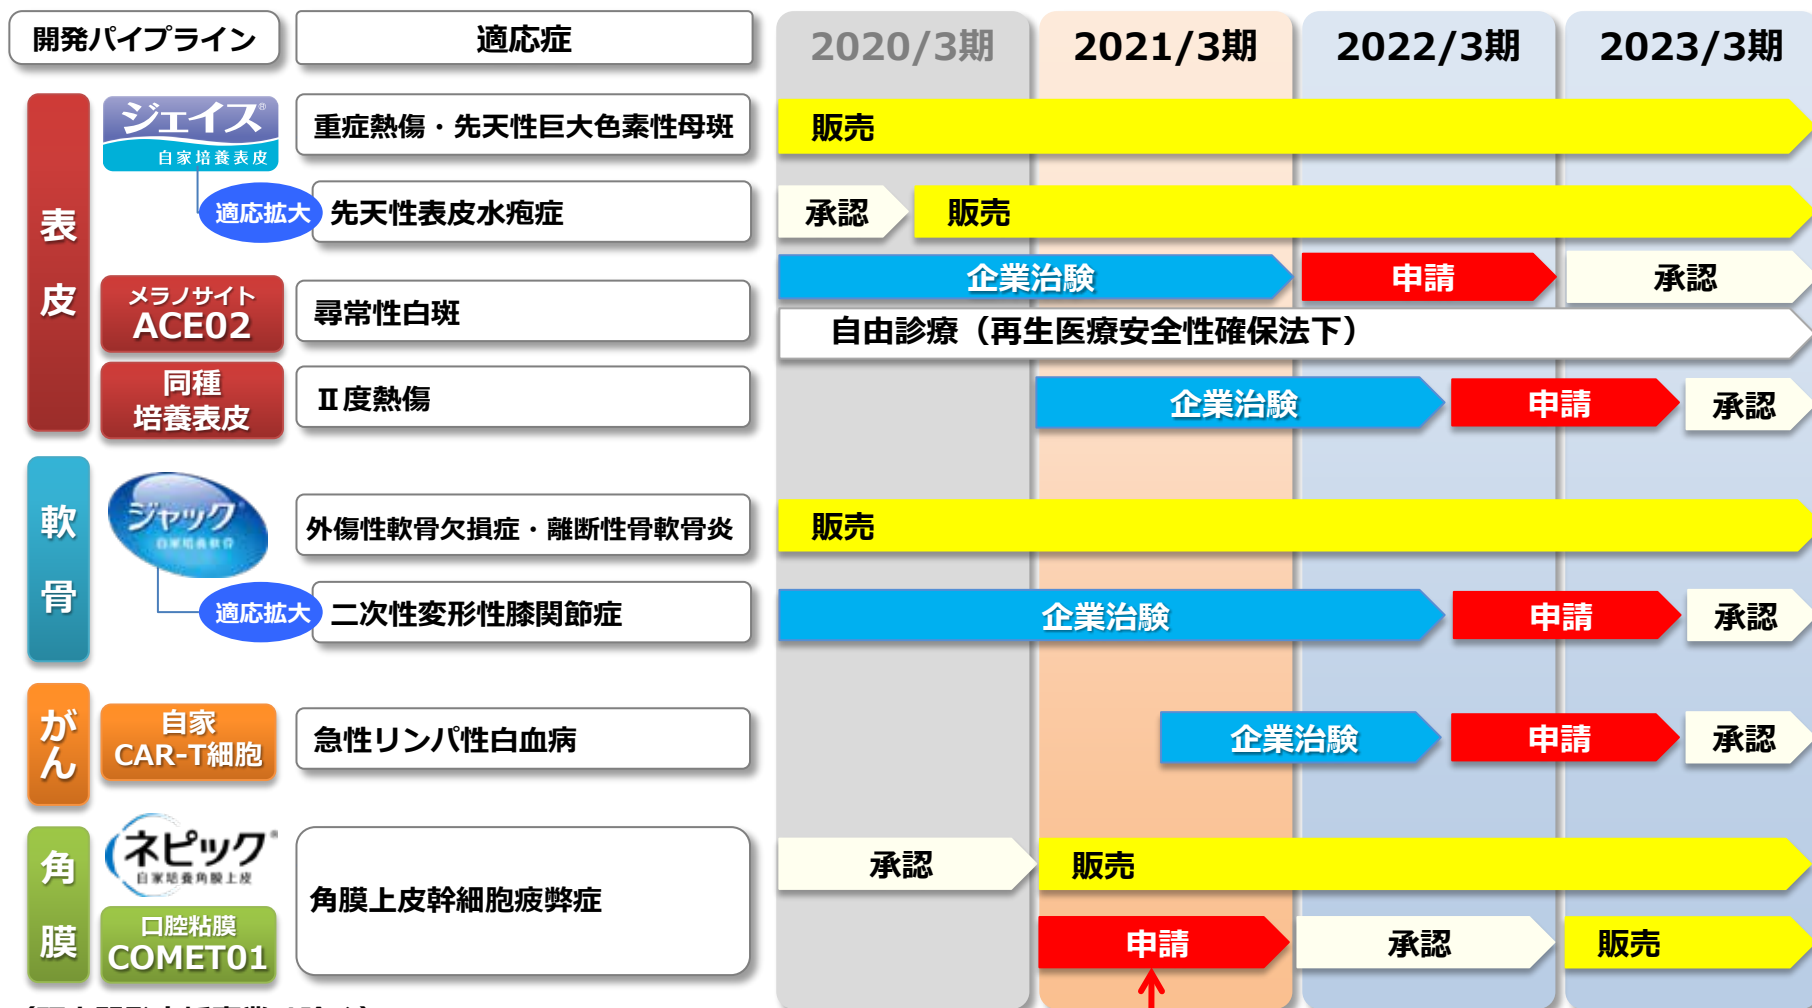 開発パイプライン 適応症 2020/3期 2021/3期 2022/3期 2023/3期
表皮
ジェイス®
自家培養表皮
重症熱傷・先天性巨大色素性母斑 販売
適応拡大 先天性表皮水疱症 承認 販売
メラノサイト
ACE02
尋常性白斑 企業治験 申請 承認
自由診療（再生医療安全性確保法下）
同種
培養表皮
Ⅱ度熱傷 企業治験 申請 承認
軟骨
ジャック
自家培養軟骨
外傷性軟骨欠損症・離断性骨軟骨炎 販売
適応拡大 二次性変形性膝関節症 企業治験 申請 承認
がん
自家
CAR-T細胞
急性リンパ性白血病 企業治験 申請 承認
角膜
ネピック®
自家培養角膜上皮
角膜上皮幹細胞疲弊症 承認 販売
口腔粘膜
COMET01
申請 承認 販売